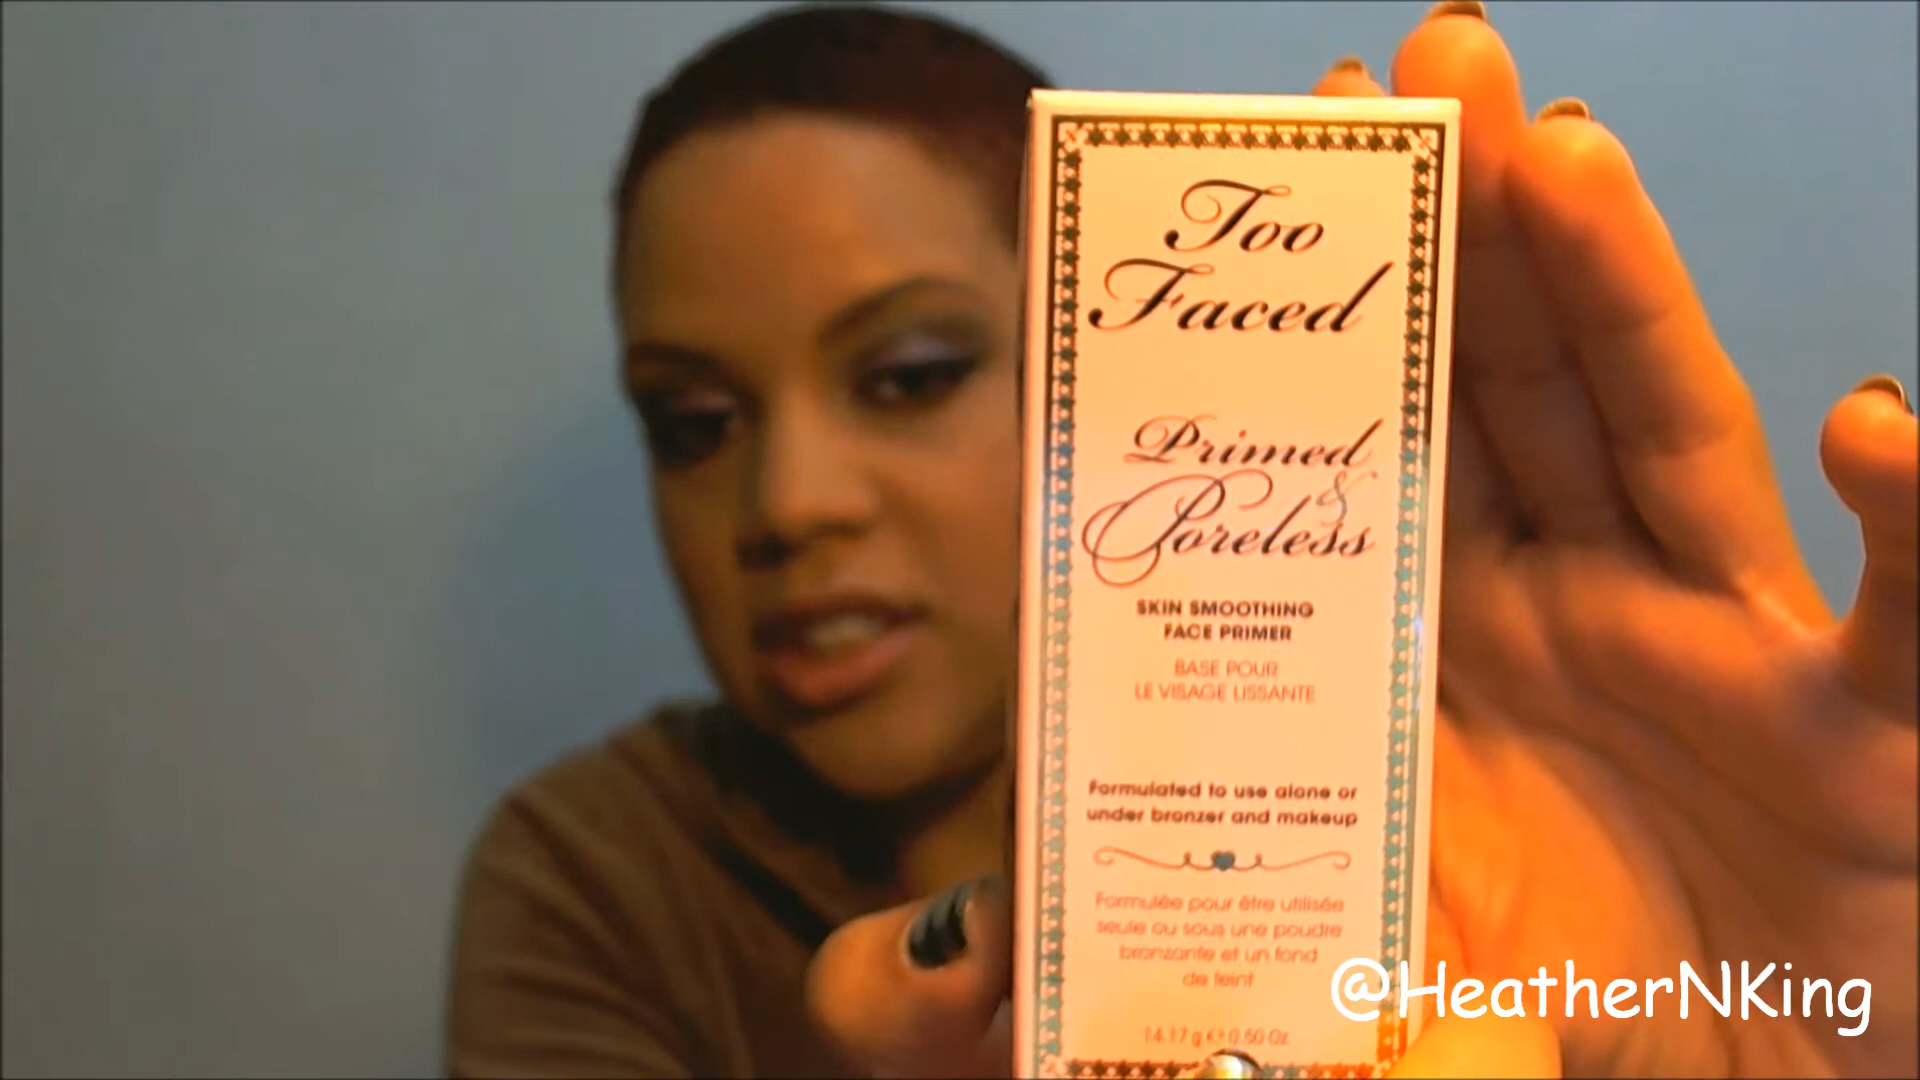 Too
Faced
Primed
&
Poreless
SKIN SMOOTHING
FACE PRIMER
BASE POUR
LE VISAGE LISSANTE
Formulated to use alone or
under bronzer and makeup
Formulée pour être utilisée
seule ou sous une poudre
bronzante et un fond
de teint
14.17 g e 0.50 Oz.
@HeatherNKing